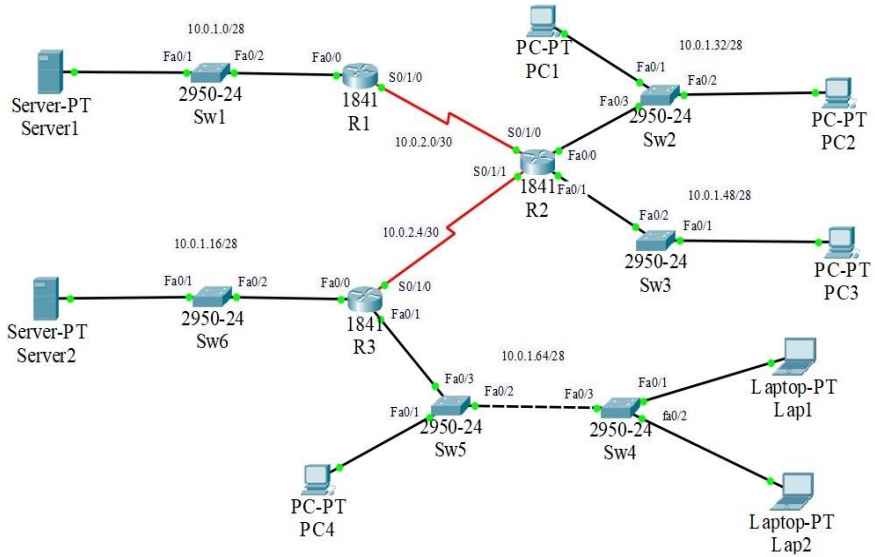 10.0.1.0/28
Fa0/1
Fa0/2
Fa0/0
Server-PT
Server1
2950-24
Sw1
1841
R1
S0/1/0
10.0.2.0/30
PC-PT
PC1
Fa0/1
10.0.1.32/28
Fa0/2
Fa0/3
2950-24
Sw2
PC-PT
PC2
S0/1/0
S0/1/1
Fa0/0
1841
R2
Fa0/1
10.0.1.48/28
Fa0/2
Fa0/1
2950-24
Sw3
PC-PT
PC3
10.0.2.4/30
10.0.1.16/28
Fa0/1
Fa0/2
Fa0/0
S0/1/0
Server-PT
Server2
2950-24
Sw6
1841
R3
Fa0/1
10.0.1.64/28
Fa0/3
Fa0/2
Fa0/1
2950-24
Sw5
Fa0/3
Fa0/1
fa0/2
2950-24
Sw4
Laptop-PT
Lap1
PC-PT
PC4
Laptop-PT
Lap2